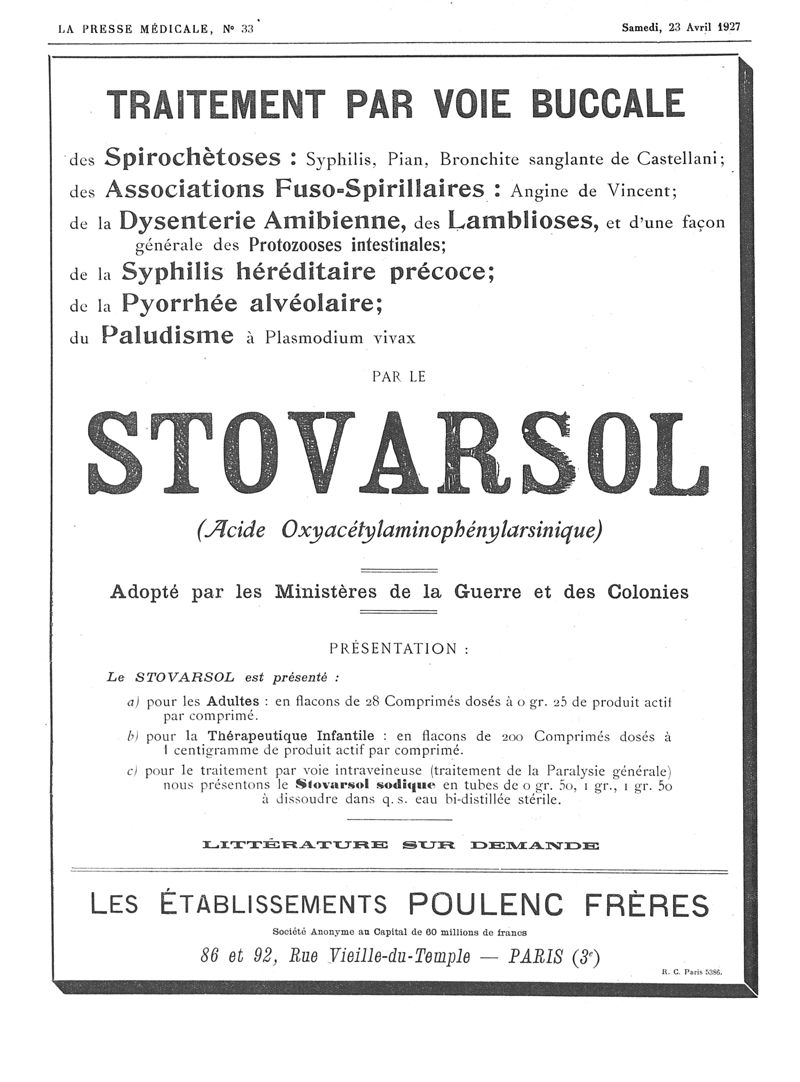 LA PRESSE MÉDICALE, Nº 33
Samedi, 23 Avril 1927
TRAITEMENT PAR VOIE BUCCALE
des Spirochètoses : Syphilis, Pian, Bronchite sanglante de Castellani;
des Associations Fuso-Spirillaires : Angine de Vincent;
de la Dysenterie Amibienne, des Lamblioses, et d'une façon
générale des Protozooses intestinales;
de la Syphilis héréditaire précoce;
de la Pyorrhée alvéolaire;
du Paludisme à Plasmodium vivax
PAR LE
STOVARSOL
(Acide Oxyacétylaminophénylarsinique)
Adopté par les Ministères de la Guerre et des Colonies
PRÉSENTATION :
Le STOVARSOL est présenté :
a) pour les Adultes : en flacons de 28 Comprimés dosés à 0 gr. 25 de produit actif
par comprimé.
b) pour la Thérapeutique Infantile : en flacons de 200 Comprimés dosés à
1 centigramme de produit actif par comprimé.
c) pour le traitement par voie intraveineuse (traitement de la Paralysie générale)
nous présentons le Stovarsol sodique en tubes de 0 gr. 50, 1 gr., 1 gr. 50
à dissoudre dans q. s. eau bi-distillée stérile.
LITTÉRATURE SUR DEMANDE
LES ÉTABLISSEMENTS POULENC FRÈRES
Société Anonyme au Capital de 60 millions de francs
86 et 92, Rue Vieille-du-Temple — PARIS (3e)
R. C. Paris 5386.